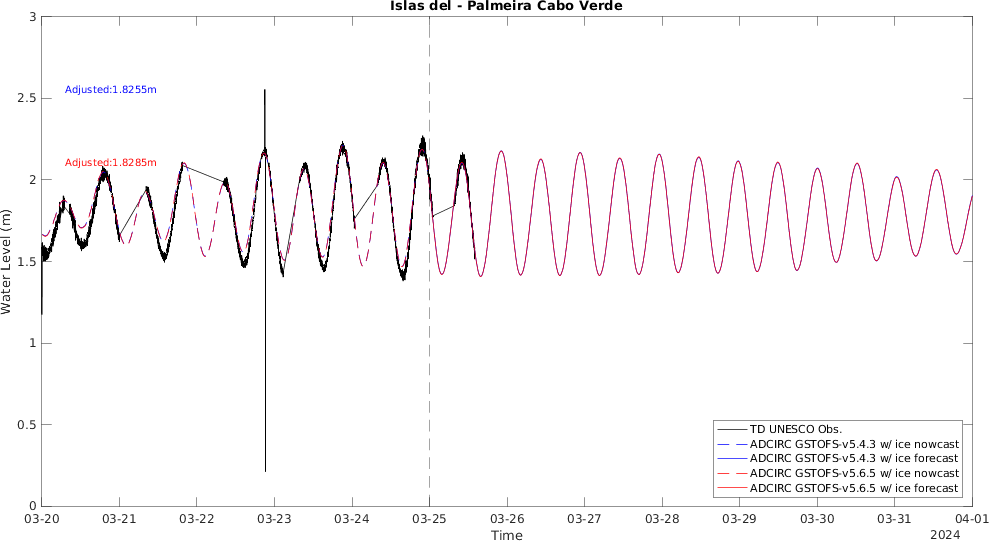 Islas del - Palmeira Cabo Verde
3
2.5
2
1.5
1
0.5
0
Water Level (m)
Adjusted:1.8255m
Adjusted:1.8285m
TD UNESCO Obs.
ADCIRC GSTOFS-v5.4.3 w/ ice nowcast
ADCIRC GSTOFS-v5.4.3 w/ ice forecast
ADCIRC GSTOFS-v5.6.5 w/ ice nowcast
ADCIRC GSTOFS-v5.6.5 w/ ice forecast
03-20 03-21 03-22 03-23 03-24 03-25 03-26 03-27 03-28 03-29 03-30 03-31 04-01
Time
2024